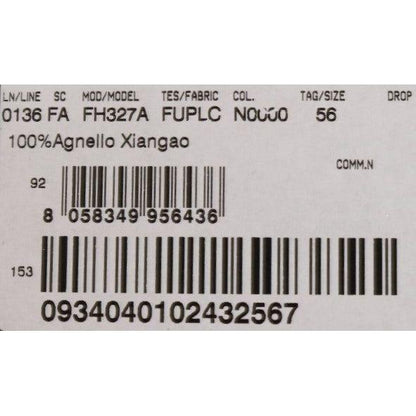 LN/LINE SC MOD/MODEL TES/FABRIC COL. TAG/SIZE DROP
0136 FA FH327A FUPLC N0000 56
100%Agnello Xiangao
COMM.N
92
8 058349 956436
153
0934040102432567